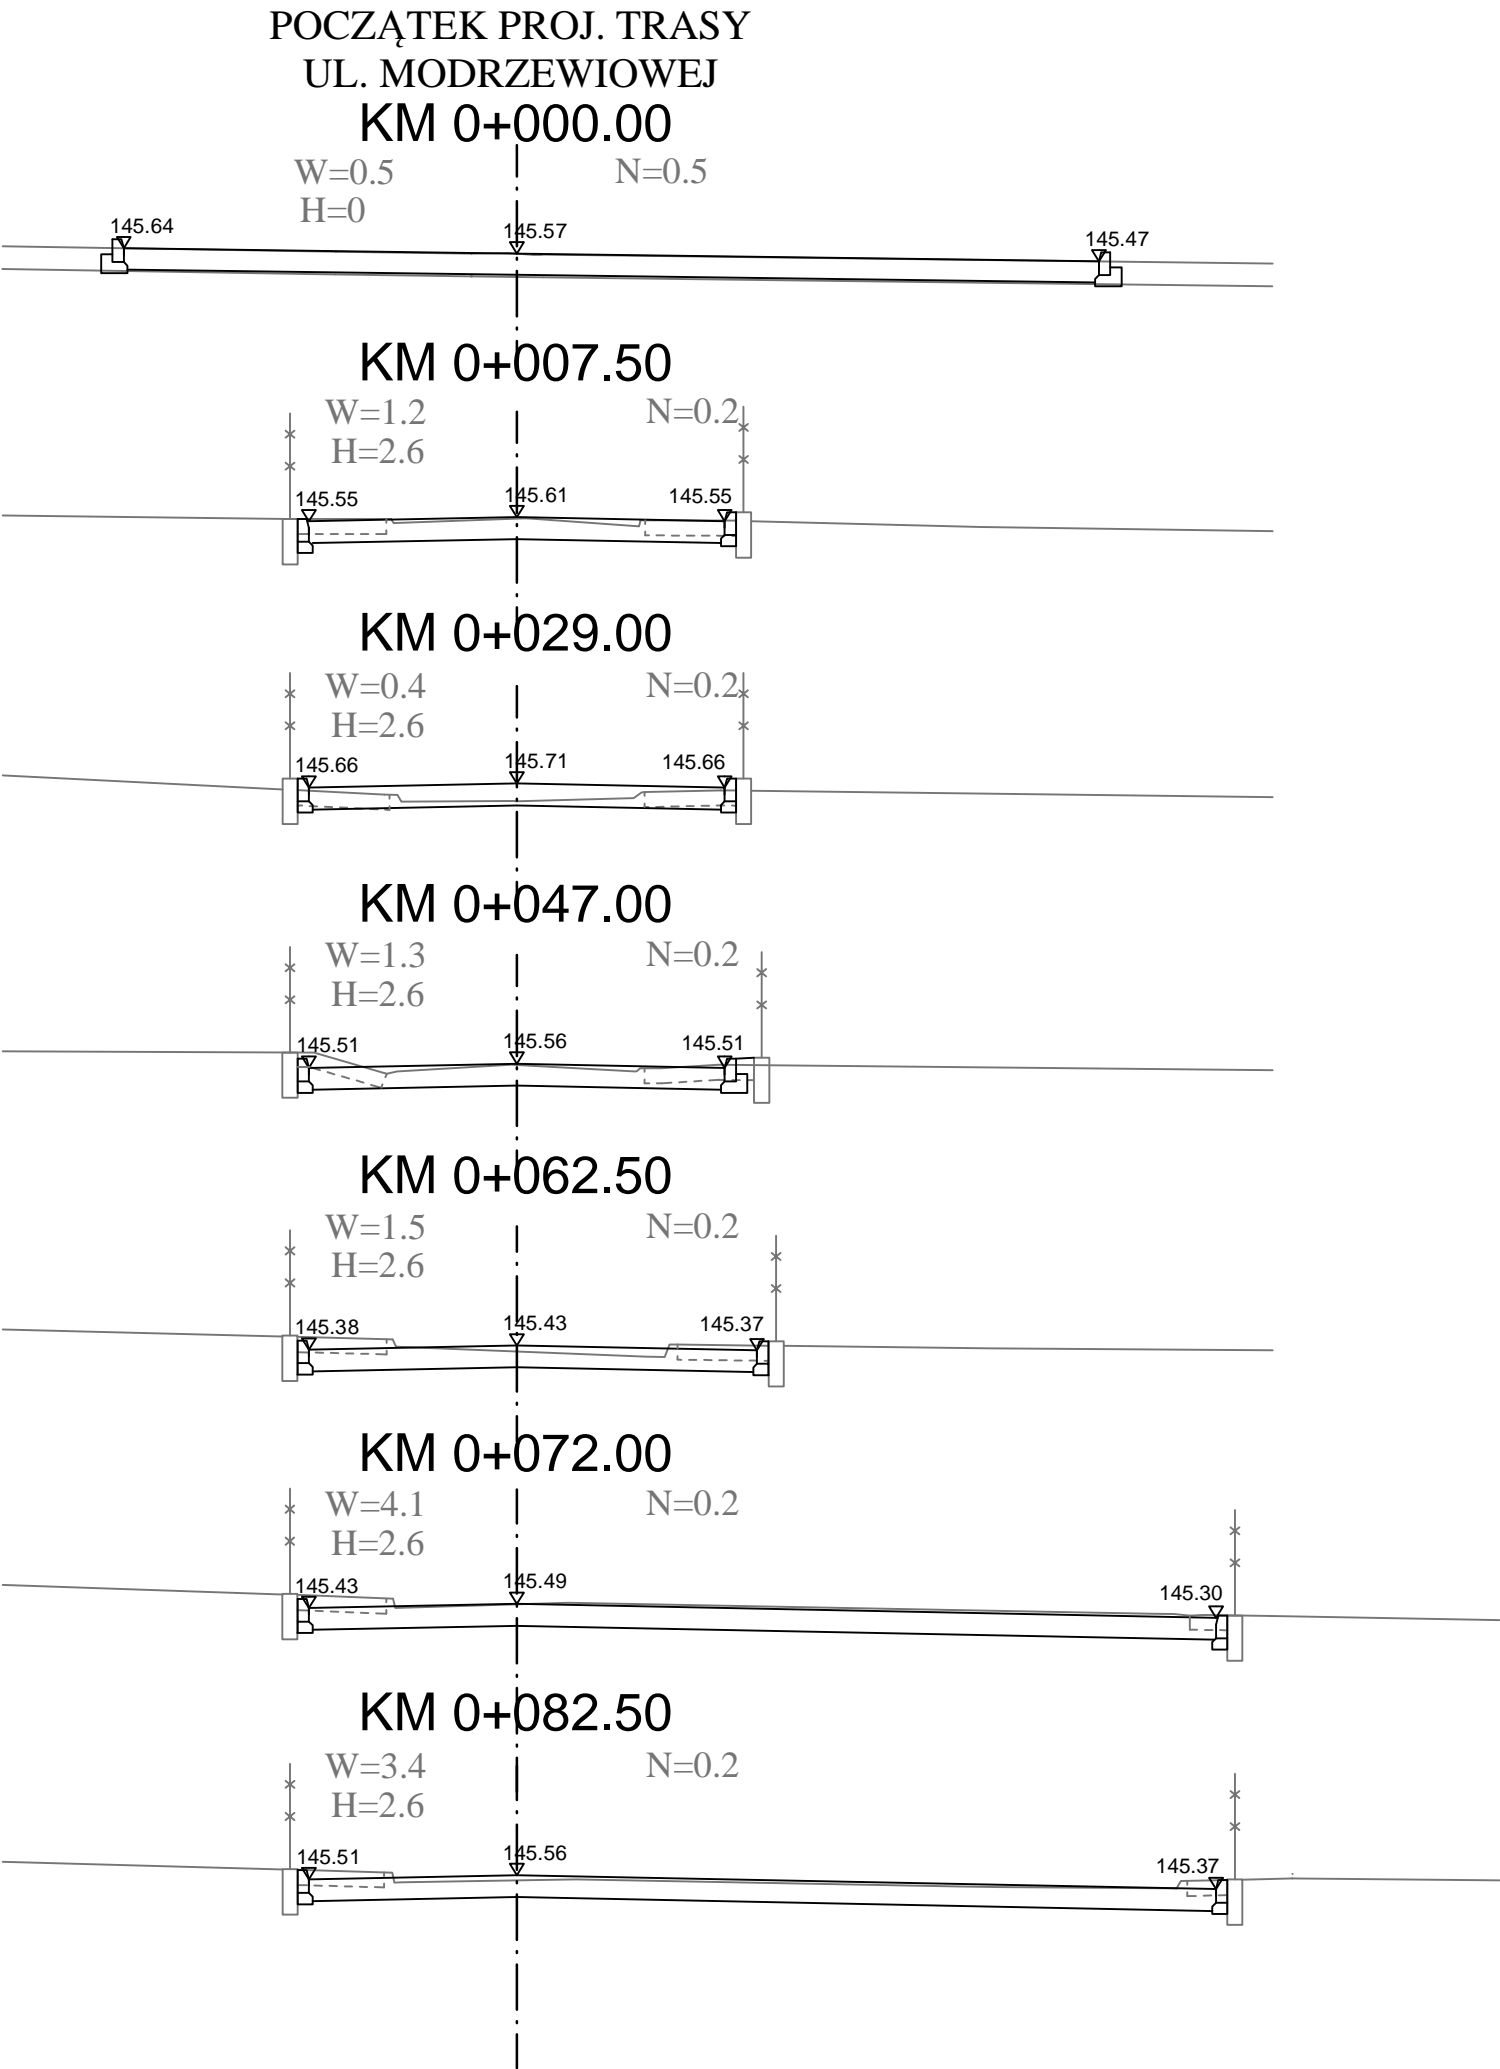 POCZĄTEK PROJ. TRASY
UL. MODRZEWIOWEJ
KM 0+000.00
W=0.5 N=0.5
H=0
145.64 145.57 145.47
KM 0+007.50
W=1.2 N=0.2
H=2.6
145.55 145.61 145.55
KM 0+029.00
W=0.4 N=0.2
H=2.6
145.66 145.71 145.66
KM 0+047.00
W=1.3 N=0.2
H=2.6
145.51 145.56 145.51
KM 0+062.50
W=1.5 N=0.2
H=2.6
145.38 145.43 145.37
KM 0+072.00
W=4.1 N=0.2
H=2.6
145.43 145.49 145.30
KM 0+082.50
W=3.4 N=0.2
H=2.6
145.51 145.56 145.37